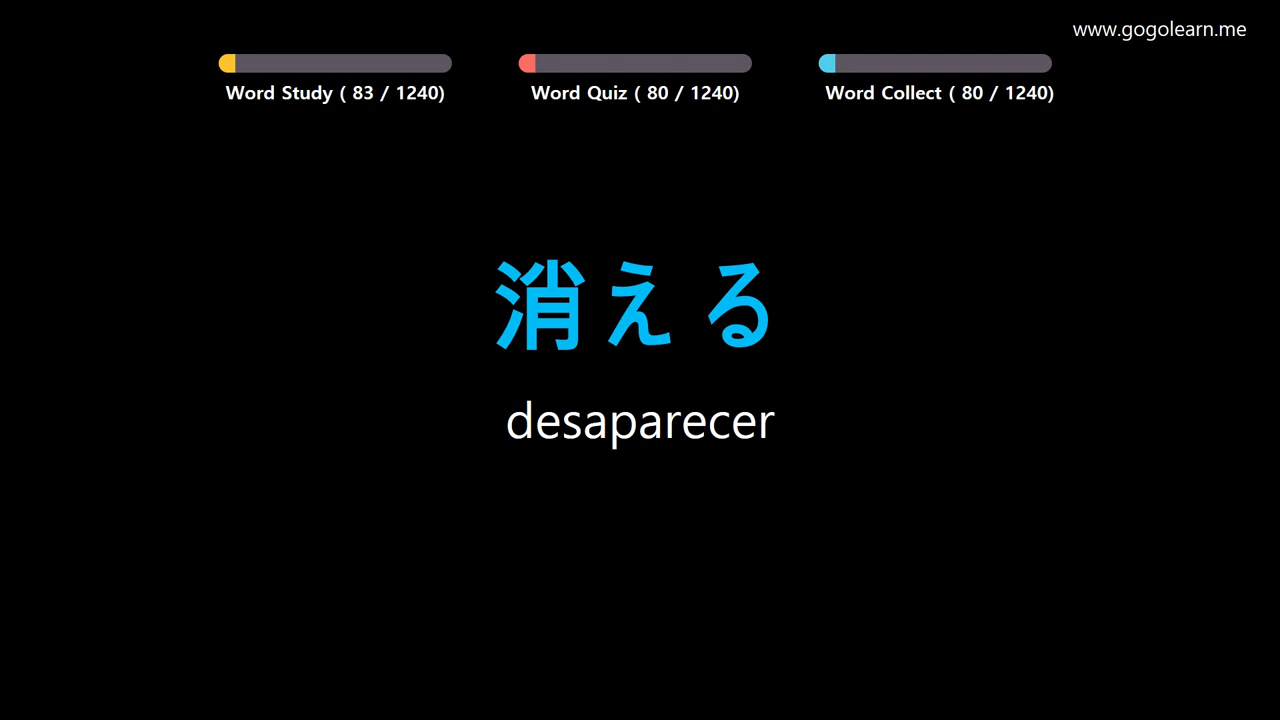 www.gogolearn.me
Word Study ( 83 / 1240)
Word Quiz ( 80 / 1240)
Word Collect ( 80 / 1240)
消える
desaparecer